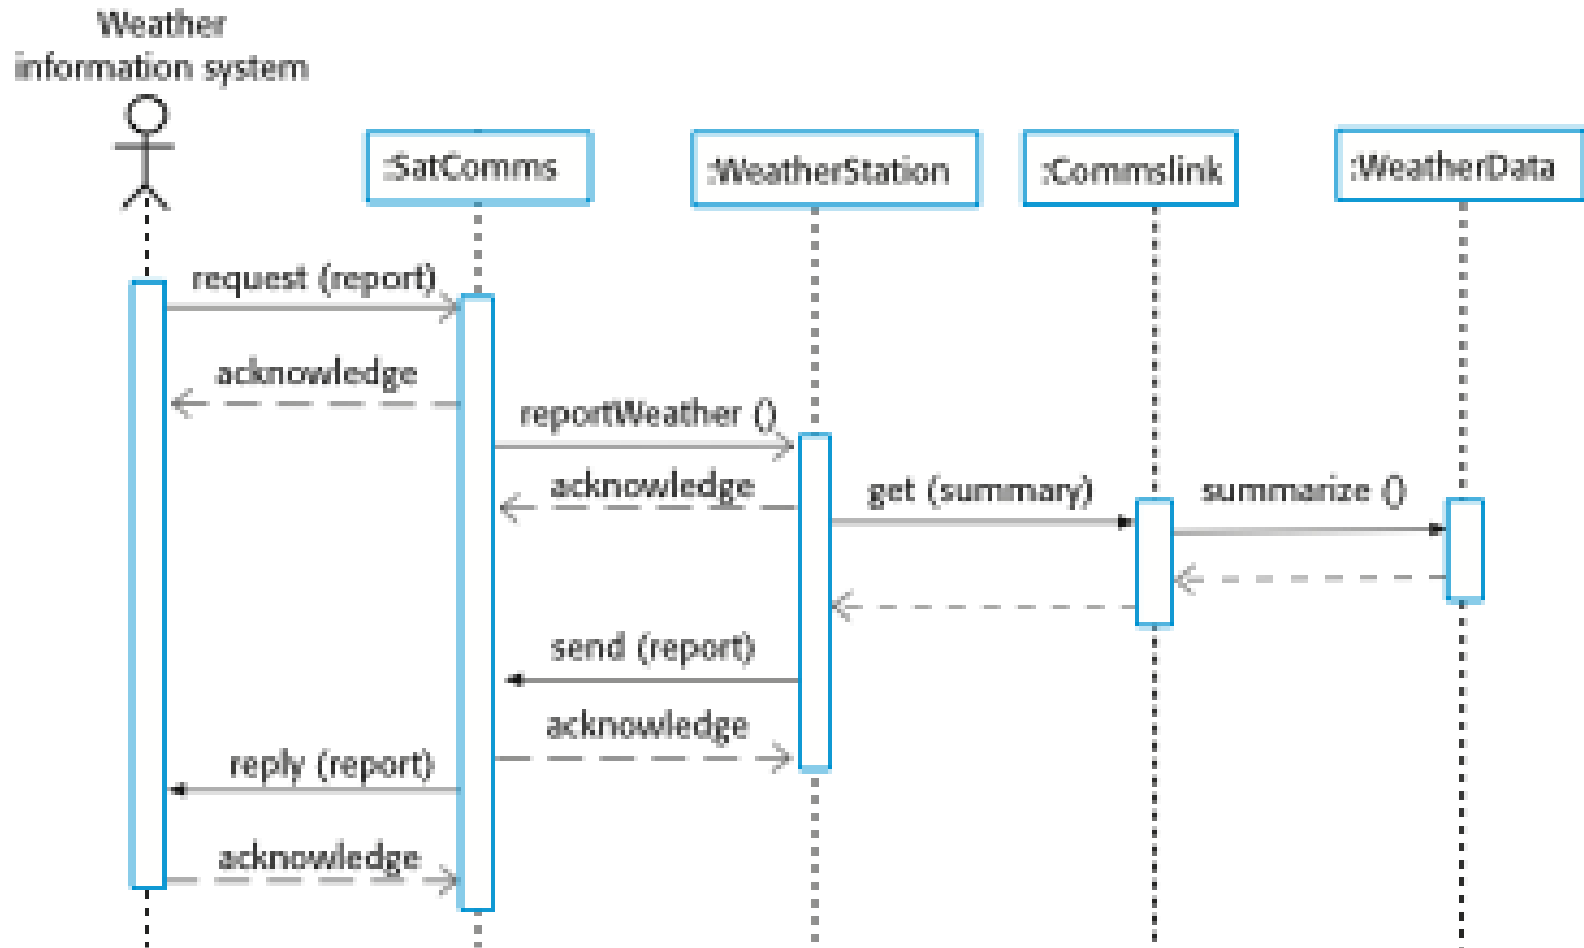 Weather
information system
:SatComms
:WeatherStation
:Commslink
:WeatherData
request (report)
acknowledge
reportWeather ()
acknowledge
get (summary)
summarize ()
send (report)
acknowledge
reply (report)
acknowledge